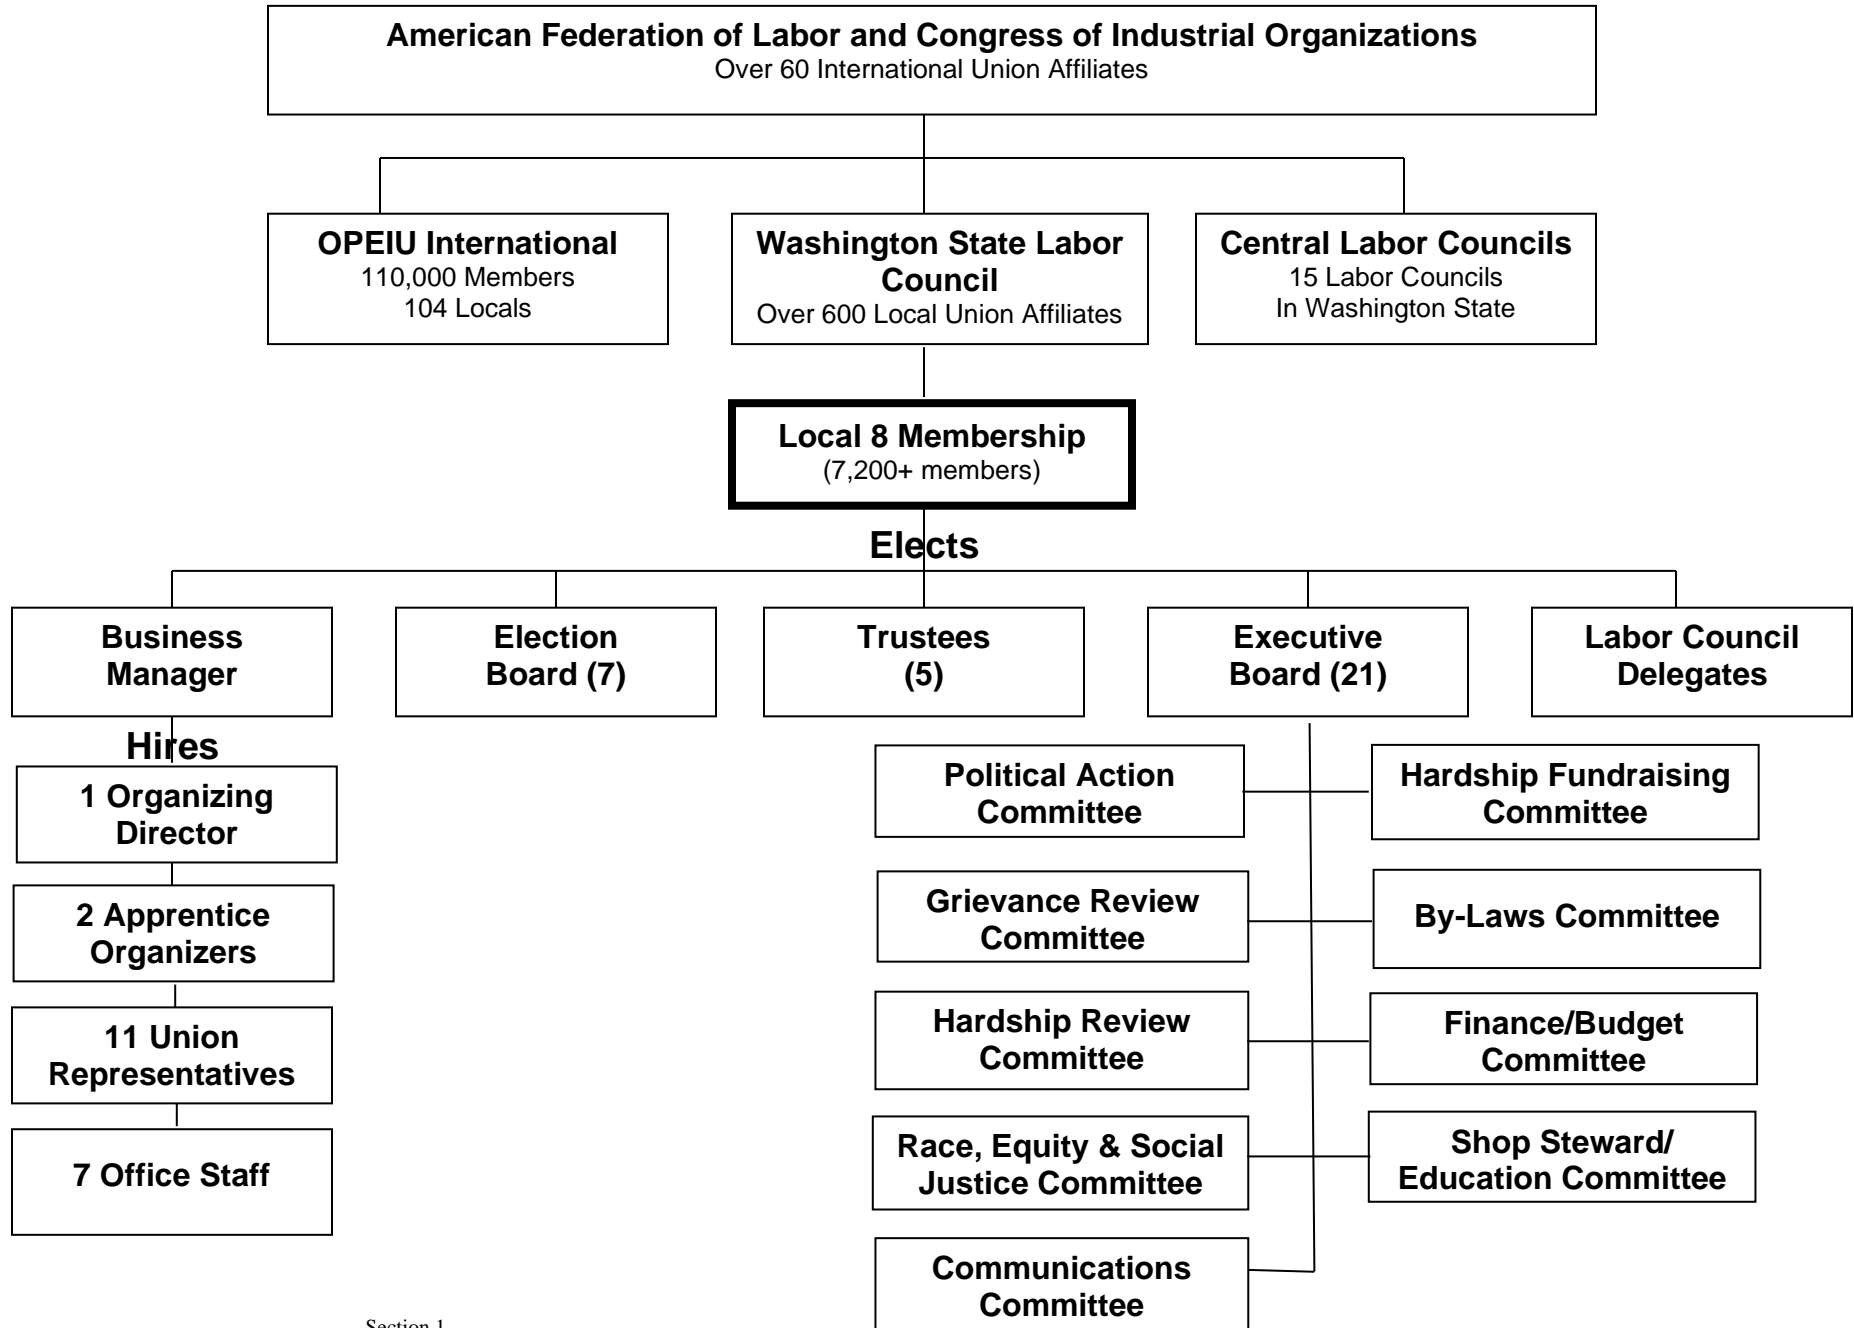 American Federation of Labor and Congress of Industrial Organizations
Over 60 International Union Affiliates
OPEIU International
110,000 Members
104 Locals
Washington State Labor
Council
Over 600 Local Union Affiliates
Central Labor Councils
15 Labor Councils
In Washington State
Local 8 Membership
(7,200+ members)
Elects
Business
Manager
Election
Board (7)
Trustees
(5)
Executive
Board (21)
Labor Council
Delegates
Hires
1 Organizing
Director
2 Apprentice
Organizers
11 Union
Representatives
7 Office Staff
Political Action
Committee
Hardship Fundraising
Committee
Grievance Review
Committee
By-Laws Committee
Hardship Review
Committee
Finance/Budget
Committee
Race, Equity & Social
Justice Committee
Shop Steward/
Education Committee
Communications
Committee
Section 1